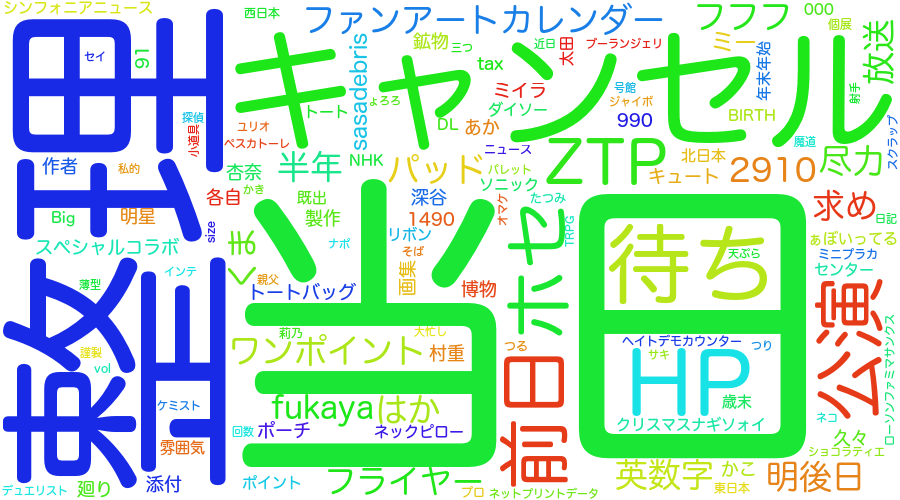 シンフォニアニュース
西日本
ファンアートカレンダー
フフフ
000
個展
整理
セイ
91
キャンセル
鉱物
三つ
近日
太田
ブーランジェリ
ミー
年末年始
放送
射手
sasadebris
tax
ミイラ
号館
ジャイボ
探偵
小道具
ユリオ
ベスカトーレ
トート
よろろ
DL
あか
ダイソー
990
BIRTH
スクラップ
作者
私的
杏奈
半年
NHK
ニュース
パッド
パレット
ZTP
北日本
魔道
キュート
2910
尽力
各自
かき
既出
深谷
ソニック
オマケ
たつみ
求め
日記
Big
明星
size
製作
1490
リボン
TRPG
ぁぽいってる
スペシャルコラボ
まく
ナポ
そば
ホセ
待ち
天ぷら
ミニプラカ
センター
インテ
薄型
親父
トートバッグ
画集
博物
当日
公演
莉乃
大忙し
ワンポイント
村重
つる
ヘイトデモカウンター
つり
サキ
HP
謹製
vol
前日
歳末
ローソンファミマサンクス
ケミスト
fukaya
はか
クリスマスナギソォイ
ネコ
回数
ポーチ
ネックピロー
久々
ショコラティエ
雰囲気
デュエリスト
廻り
添付
ポイント
フライヤー
プロ
ネットプリントデータ
英数字
かこ
東日本
明後日